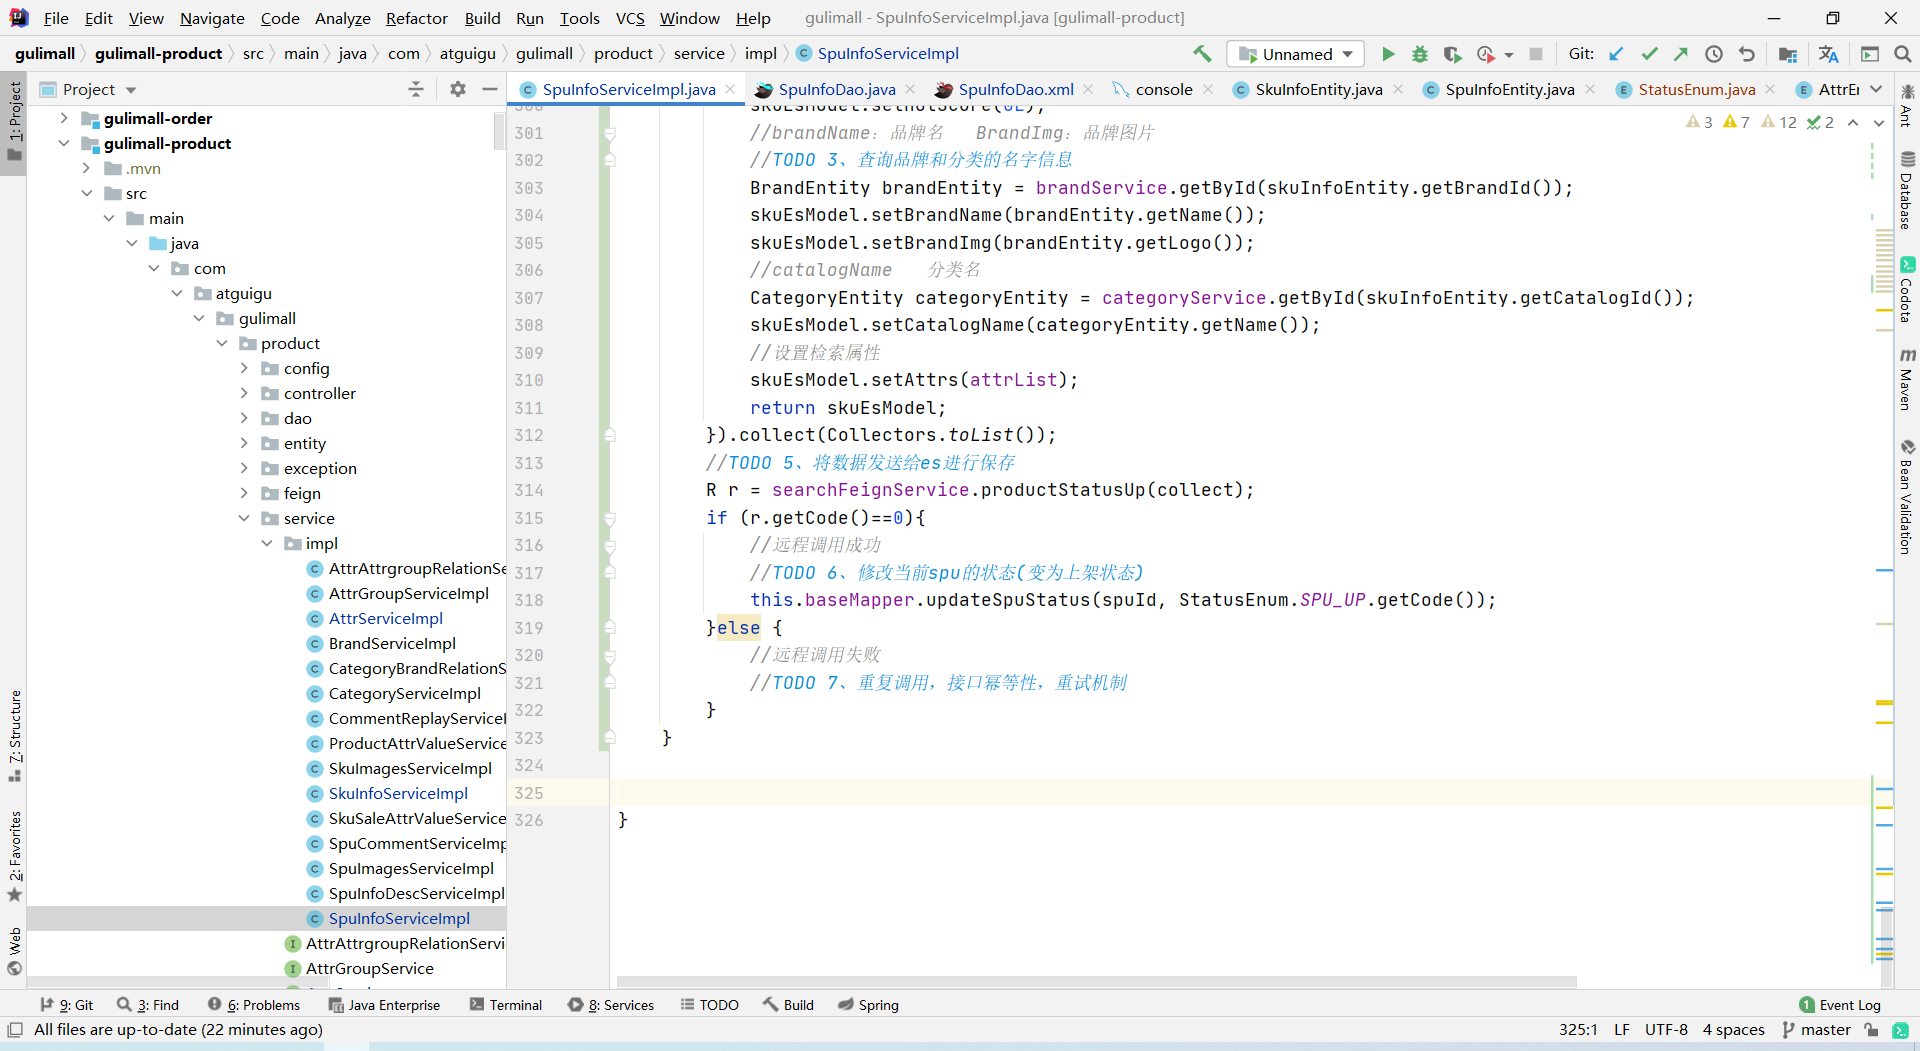 File Edit View Navigate Code Analyze Refactor Build Run Tools VCS Window Help gulimall - SpuInfoServiceImpl.java [gulimall-product]
gulimall gulimall-product src main java com atguigu gulimall product service impl SpuInfoServiceImpl Unnamed Git:
1: Project
7: Structure
2: Favorites
Web
Project
gulimall-order
gulimall-product
.mvn
src
main
java
com
atguigu
gulimall
product
config
controller
dao
entity
exception
feign
service
impl
AttrAttrgroupRelationSe
AttrGroupServiceImpl
AttrServiceImpl
BrandServiceImpl
CategoryBrandRelationS
CategoryServiceImpl
CommentReplayServiceI
ProductAttrValueService
SkuImagesServiceImpl
SkuInfoServiceImpl
SkuSaleAttrValueService
SpuCommentServiceImp
SpuImagesServiceImpl
SpuInfoDescServiceImpl
SpuInfoServiceImpl
AttrAttrgroupRelationServi
AttrGroupService
SpuInfoServiceImpl.java SpuInfoDao.java SpuInfoDao.xml console SkuInfoEntity.java SpuInfoEntity.java StatusEnum.java AttrEr
3 7 12 2
300 skuEsModel.setHotScore(0L);
301 //brandName：品牌名 BrandImg：品牌图片
302 //TODO 3、查询品牌和分类的名字信息
303 BrandEntity brandEntity = brandService.getById(skuInfoEntity.getBrandId());
304 skuEsModel.setBrandName(brandEntity.getName());
305 skuEsModel.setBrandImg(brandEntity.getLogo());
306 //catalogName 分类名
307 CategoryEntity categoryEntity = categoryService.getById(skuInfoEntity.getCatalogId());
308 skuEsModel.setCatalogName(categoryEntity.getName());
309 //设置检索属性
310 skuEsModel.setAttrs(attrList);
311 return skuEsModel;
312 }).collect(Collectors.toList());
313 //TODO 5、将数据发送给es进行保存
314 R r = searchFeignService.productStatusUp(collect);
315 if (r.getCode()==0){
316 //远程调用成功
317 //TODO 6、修改当前spu的状态(变为上架状态)
318 this.baseMapper.updateSpuStatus(spuId, StatusEnum.SPU_UP.getCode());
319 }else {
320 //远程调用失败
321 //TODO 7、重复调用，接口幂等性，重试机制
322 }
323 }
324
325
326 }
Ant
Database
Codota
Maven
Bean Validation
9: Git 3: Find 6: Problems Java Enterprise Terminal 8: Services TODO Build Spring 1 Event Log
All files are up-to-date (22 minutes ago) 325:1 LF UTF-8 4 spaces master